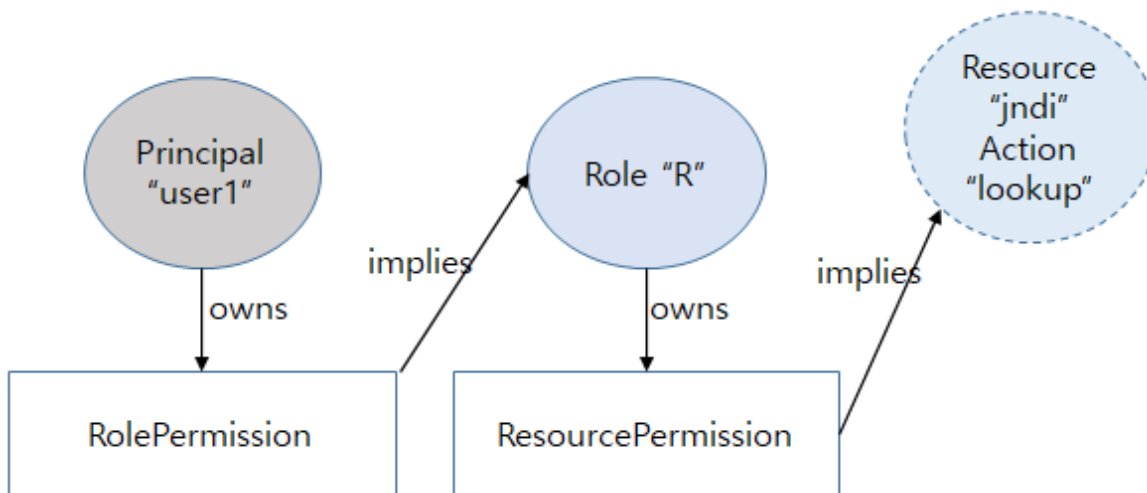 Principal
“user1”
owns
RolePermission
implies
Role “R”
owns
ResourcePermission
implies
Resource
“jndi”
Action
“lookup”